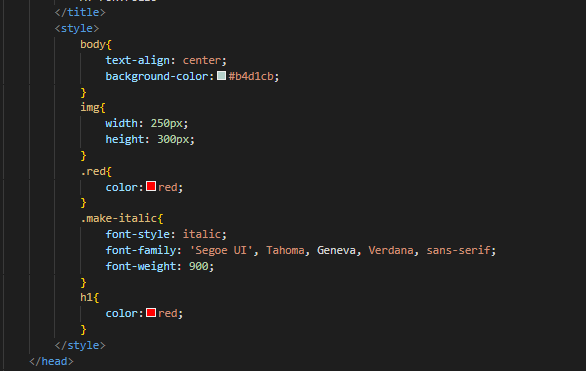 </title>
<style>
body{
text-align: center;
background-color: #b4d1cb;
}
img{
width: 250px;
height: 300px;
}
.red{
color: red;
}
.make-italic{
font-style: italic;
font-family: 'Segoe UI', Tahoma, Geneva, Verdana, sans-serif;
font-weight: 900;
}
h1{
color: red;
}
</style>
</head>